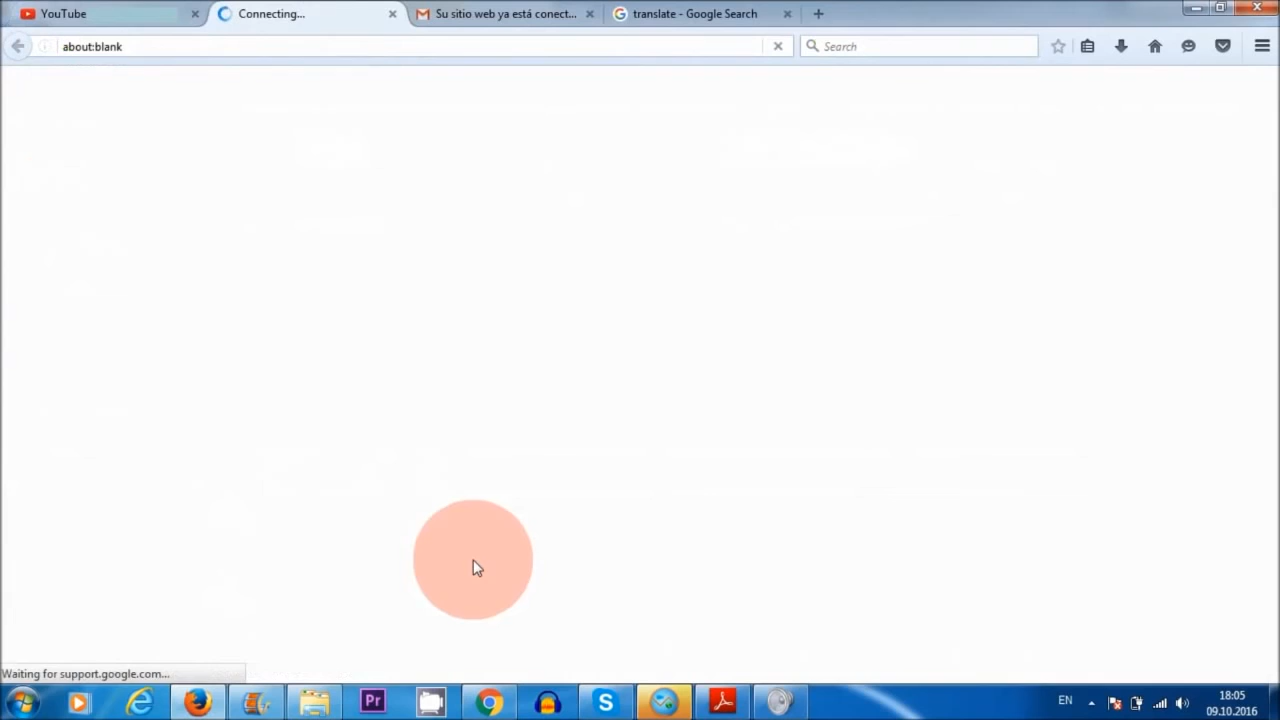 YouTube
Connecting...
Su sitio web ya está conect...
translate - Google Search
about:blank
Search
Waiting for support.google.com...
Pr
S
EN
18:05
09.10.2016